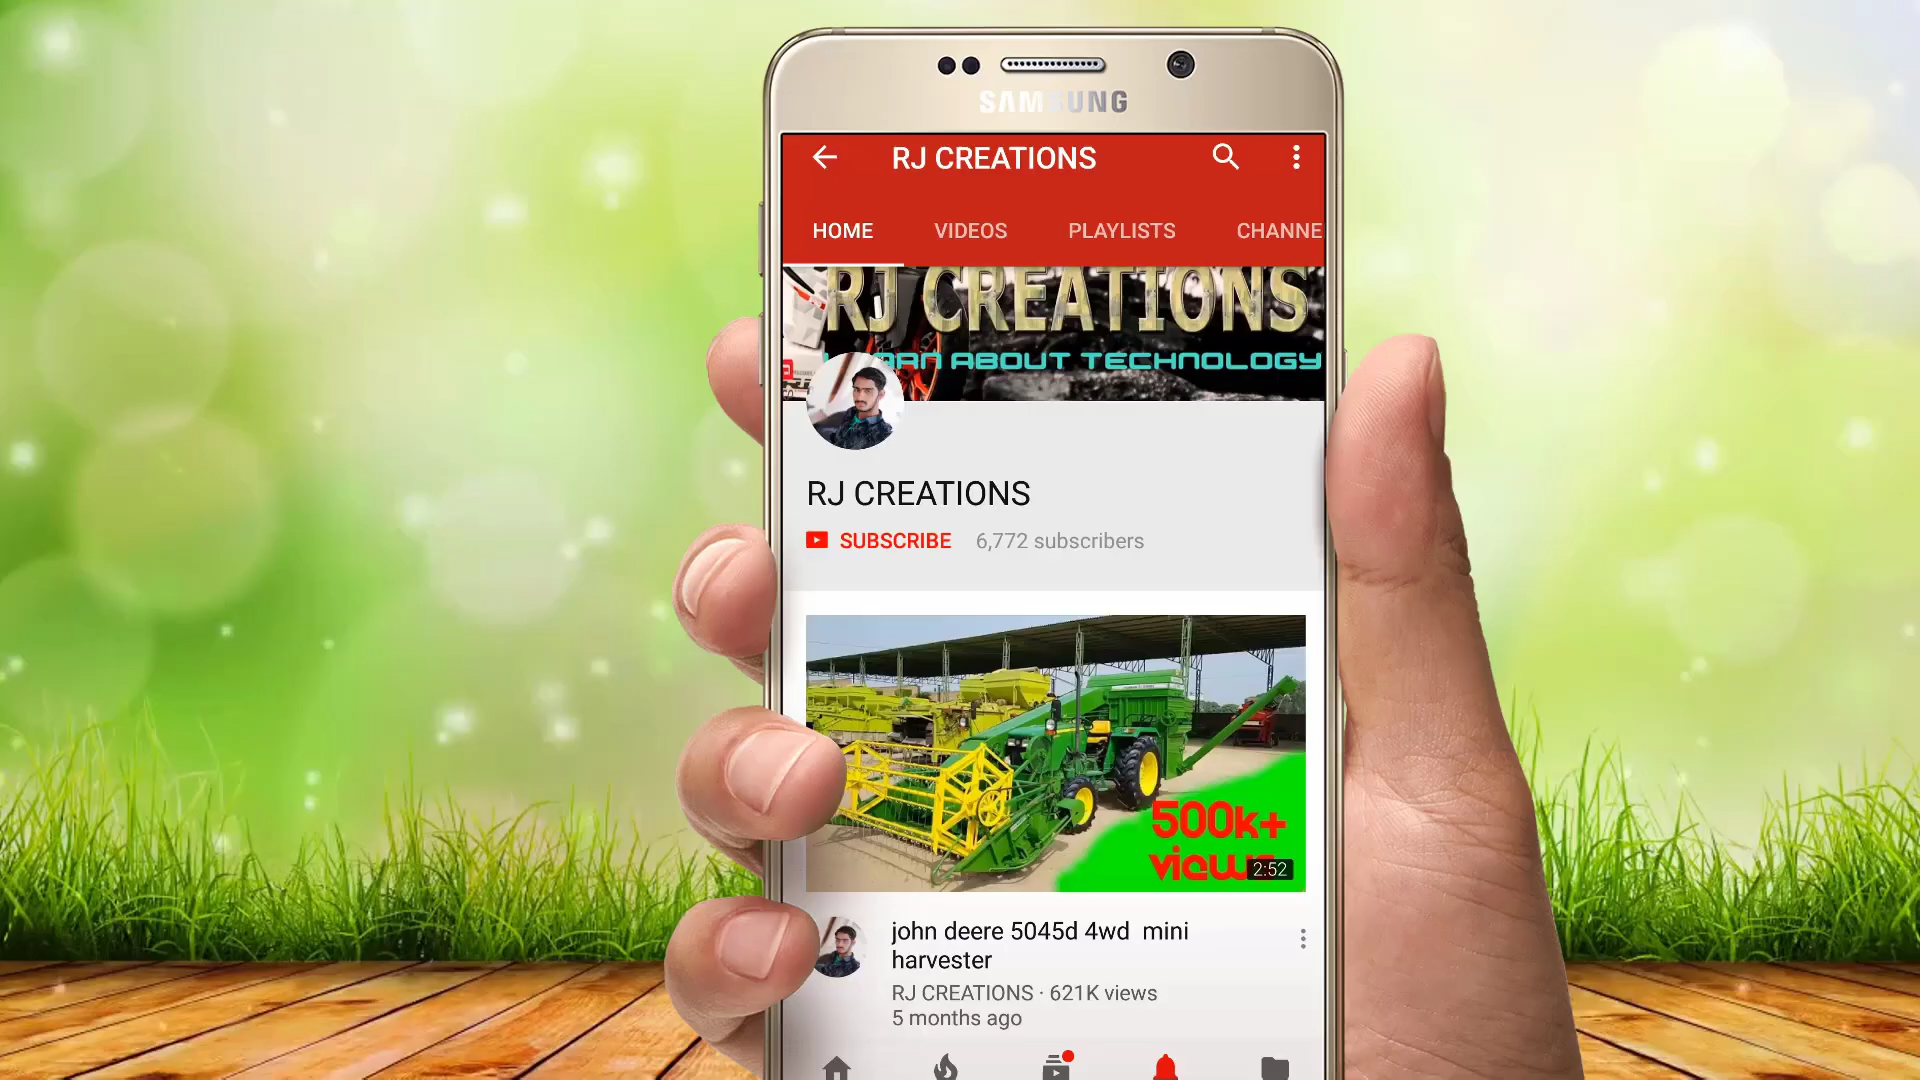 SAMSUNG
RJ CREATIONS
HOME VIDEOS PLAYLISTS CHANNE
RJ CREATIONS
ABOUT TECHNOLOGY
RJ CREATIONS
SUBSCRIBE 6,772 subscribers
500k+
2:52
john deere 5045d 4wd mini
harvester
RJ CREATIONS · 621K views
5 months ago